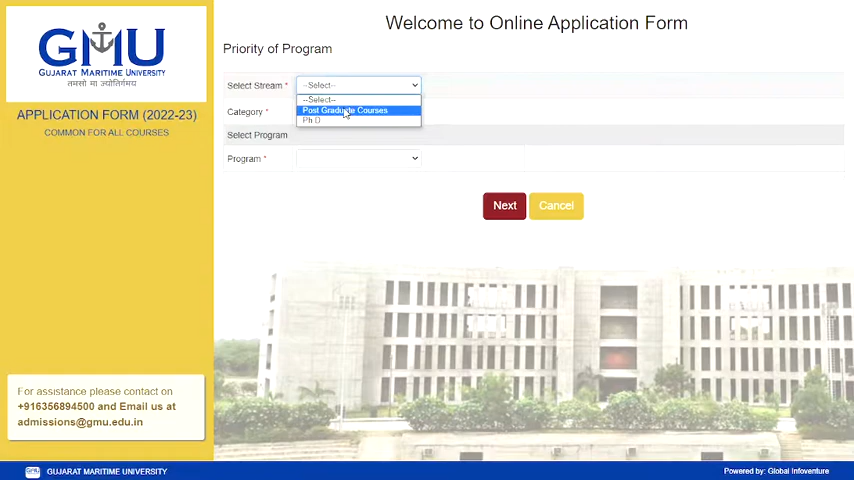 Welcome to Online Application Form
GMU
GUJARAT MARITIME UNIVERSITY
तमसो मा ज्योतिर्गमय
APPLICATION FORM (2022-23)
COMMON FOR ALL COURSES
Priority of Program
Select Stream * --Select--
--Select--
Post Graduate Courses
Ph D
Category *
Select Program
Program *
Next Cancel
For assistance please contact on
+916356894500 and Email us at
admissions@gmu.edu.in
GMU GUJARAT MARITIME UNIVERSITY
Powered by: Global Infoventure